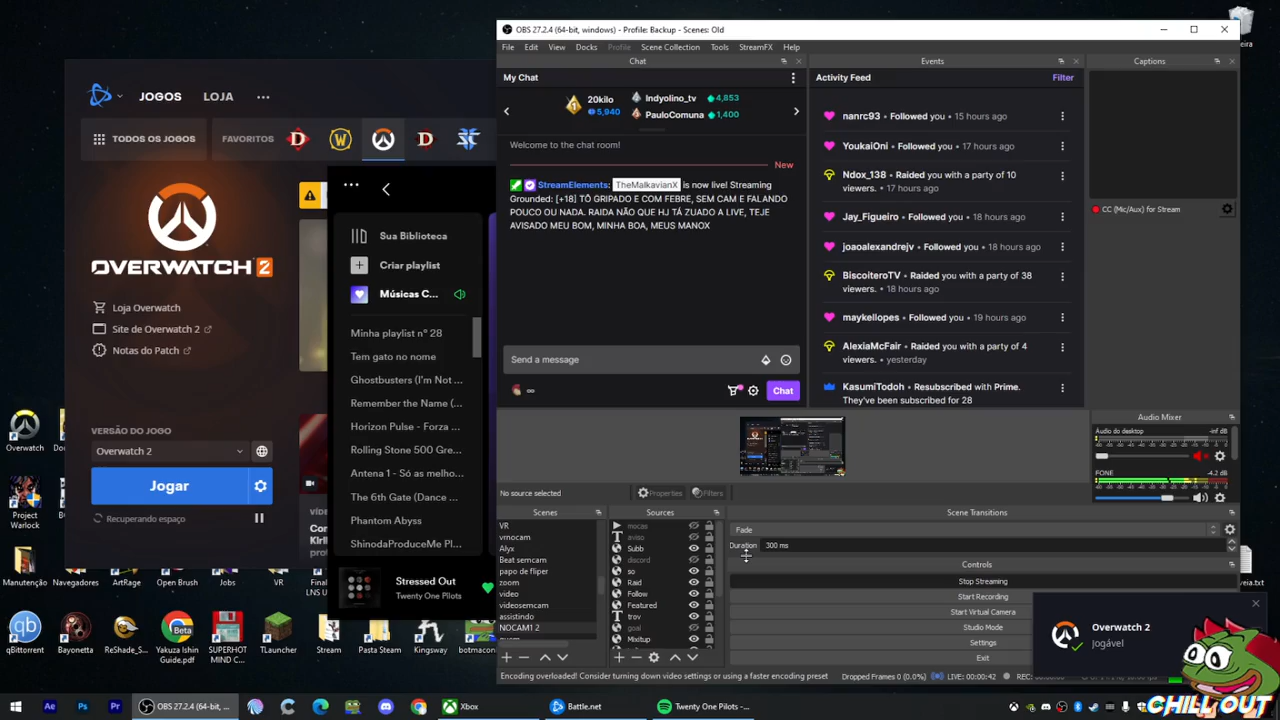 OBS 27.2.4 (64-bit, windows) - Profile: Backup - Scenes: Old
File Edit View Docks Profile Scene Collection Tools StreamFX Help
Chat
My Chat
20kilo
5,940
Indyolino_tv 4,853
PauloComuna 1,400
Welcome to the chat room!
New
StreamElements: TheMalkavianX is now live! Streaming
Grounded: [+18] TÔ GRIPADO E COM FEBRE, SEM CAM E FALANDO
POUCO OU NADA. RAIDA NÃO QUE HJ TÁ ZUADO A LIVE, TEJE
AVISADO MEU BOM, MINHA BOA, MEUS MANOX
Send a message
Chat
Events
Activity Feed Filter
nanrc93 • Followed you • 15 hours ago
YoukaiOni • Followed you • 17 hours ago
Ndox_138 • Raided you with a party of 10
viewers. • 17 hours ago
Jay_Figueiro • Followed you • 18 hours ago
joaoalexandrejv • Followed you • 18 hours ago
BiscoiteroTV • Raided you with a party of 38
viewers. • 18 hours ago
maykellopes • Followed you • 19 hours ago
AlexiaMcFair • Raided you with a party of 4
viewers. • yesterday
KasumiTodoh • Resubscribed with Prime.
They've been subscribed for 28
Captions
CC (Mic/Aux) for Stream
Audio Mixer
Audio do desktop -inf dB
FONE -4.2 dB
JOGOS LOJA
TODOS OS JOGOS FAVORITOS
OVERWATCH 2
Loja Overwatch
Site de Overwatch 2
Notas do Patch
VERSÃO DO JOGO
Overwatch 2
Jogar
Recuperando espaço
Sua Biblioteca
Criar playlist
Músicas C...
Minha playlist nº 28
Tem gato no nome
Ghostbusters (I'm Not ...
Remember the Name (...
Horizon Pulse - Forza ...
Rolling Stone 500 Gre...
Antena 1 - Só as melho...
The 6th Gate (Dance ...
Phantom Abyss
ShinodaProduceMe Pl...
Stressed Out
Twenty One Pilots
No source selected Properties Filters
Scenes
VR
vrnocam
Alyx
Beat semcam
papo de fliper
zoom
video
videosemcam
assistindo
NOCAM1 2
Sources
mocas
aviso
Subb
discord
so
Raid
Follow
Featured
trov
goal
Mixitup
Scene Transitions
Fade
Duration 300 ms
Controls
Stop Streaming
Start Recording
Start Virtual Camera
Studio Mode
Settings
Exit
Encoding overloaded! Consider turning down video settings or using a faster encoding preset
Dropped Frames 0 (0.0%) LIVE: 00:00:42
Overwatch 2
Jogável
CHILL OUT
Overwatch
Project
Warlock
Manutenção
Navegadores
ArtRage
Open Brush
Jobs
VR
qBittorrent
Bayonetta
ReShade_S...
Yakuza Ishin
Guide.pdf
SUPERHOT
MIND C...
TLauncher
Stream
Pasta Steam
Kingsway
botmaco...
OBS 27.2.4 (64-bit, ...
Xbox
Battle.net
Twenty One Pilots - ...